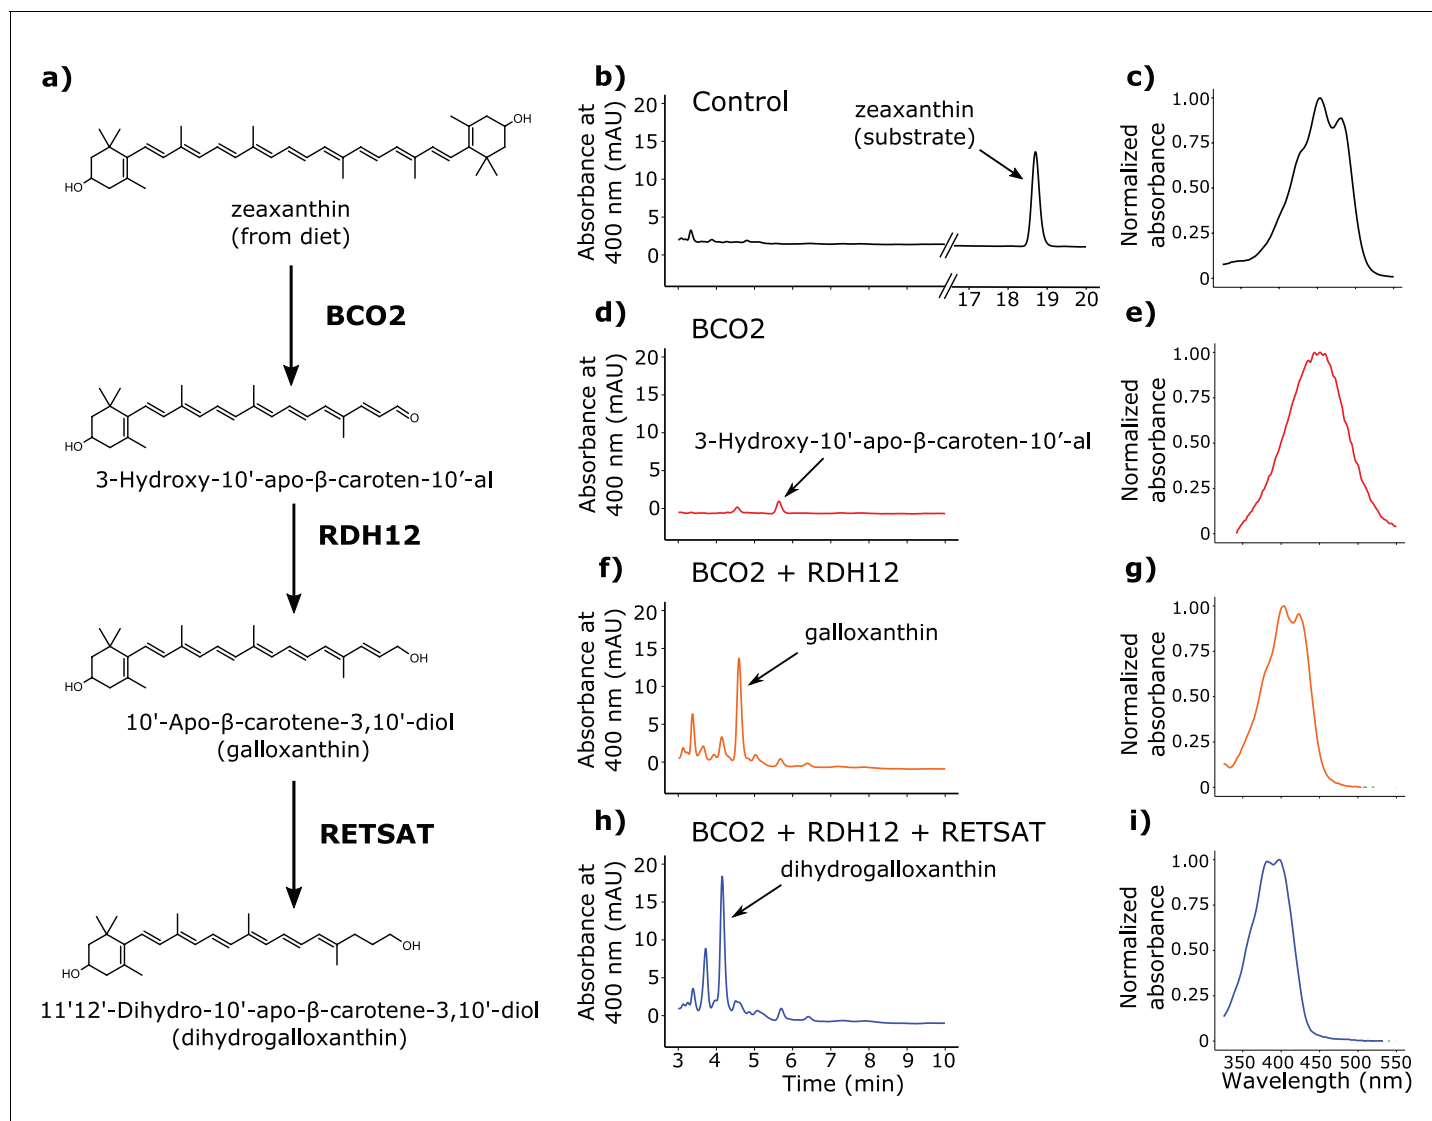 a)
OH
HO
zeaxanthin
(from diet)
BCO2
O
HO
3-Hydroxy-10'-apo-β-caroten-10′-al
RDH12
OH
HO
10'-Apo-β-carotene-3,10'-diol
(galloxanthin)
RETSAT
OH
HO
11'12'-Dihydro-10'-apo-β-carotene-3,10'-diol
(dihydrogalloxanthin)
b)
Control
zeaxanthin
(substrate)
Absorbance at
400 nm (mAU)
20
15
10
5
0
17 18 19 20
c)
Normalized
absorbance
1.00
0.75
0.50
0.25
0
d)
BCO2
3-Hydroxy-10'-apo-β-caroten-10′-al
Absorbance at
400 nm (mAU)
20
15
10
5
0
e)
Normalized
absorbance
1.00
0.75
0.50
0.25
0
f)
BCO2 + RDH12
galloxanthin
Absorbance at
400 nm (mAU)
20
15
10
5
0
g)
Normalized
absorbance
1.00
0.75
0.50
0.25
0
h)
BCO2 + RDH12 + RETSAT
dihydrogalloxanthin
Absorbance at
400 nm (mAU)
20
15
10
5
0
3 4 5 6 7 8 9 10
Time (min)
i)
Normalized
absorbance
1.00
0.75
0.50
0.25
0
350 400 450 500 550
Wavelength (nm)